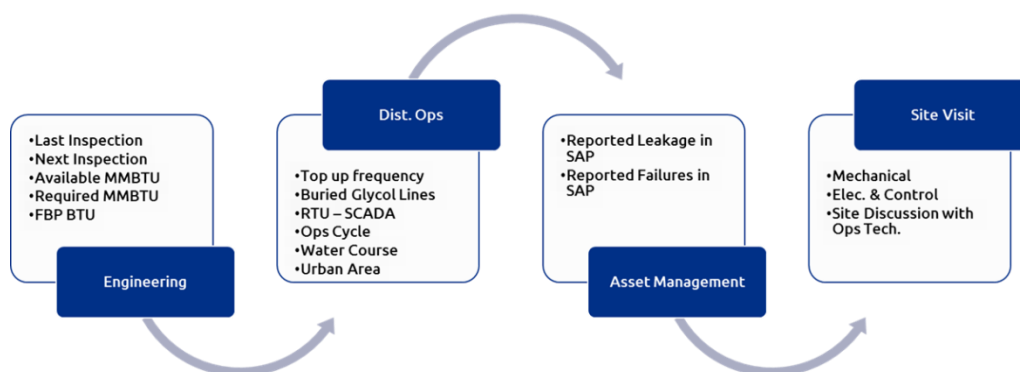 •Last Inspection
•Next Inspection
•Available MMBTU
•Required MMBTU
•FBP BTU
Engineering
Dist. Ops
•Top up frequency
•Buried Glycol Lines
•RTU – SCADA
•Ops Cycle
•Water Course
•Urban Area
•Reported Leakage in
SAP
•Reported Failures in
SAP
Asset Management
Site Visit
•Mechanical
•Elec. & Control
•Site Discussion with
Ops Tech.